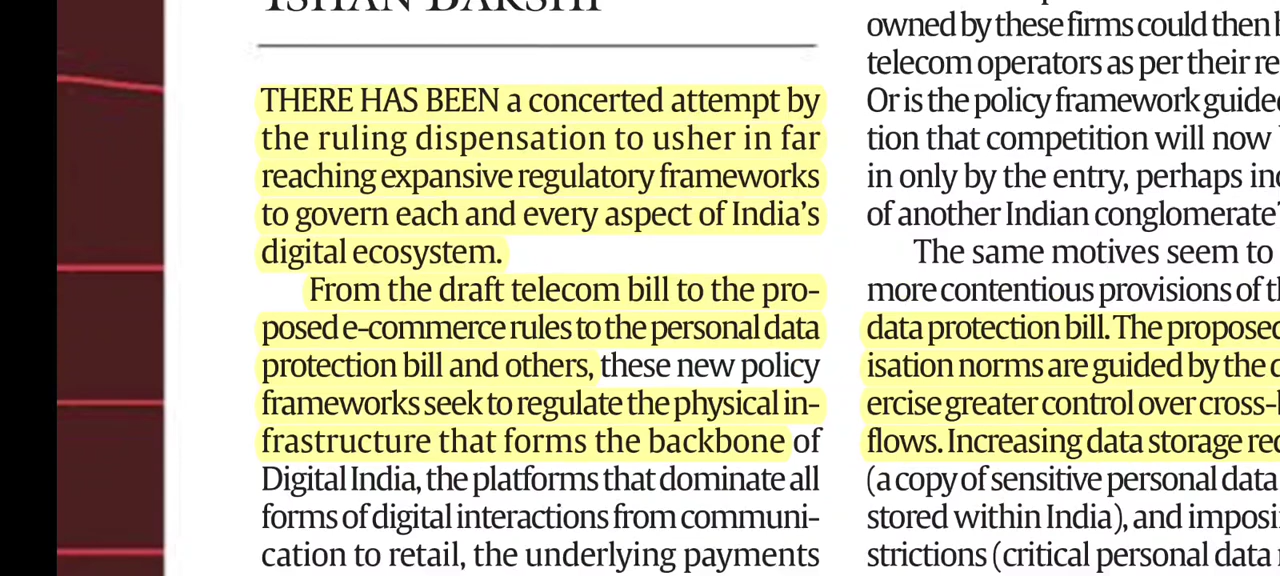 ISHAN BAKSHI
THERE HAS BEEN a concerted attempt by
the ruling dispensation to usher in far
reaching expansive regulatory frameworks
to govern each and every aspect of India's
digital ecosystem.
From the draft telecom bill to the pro-
posed e-commerce rules to the personal data
protection bill and others, these new policy
frameworks seek to regulate the physical in-
frastructure that forms the backbone of
Digital India, the platforms that dominate all
forms of digital interactions from communi-
cation to retail, the underlying payments
owned by these firms could then
telecom operators as per their
Or is the policy framework
tion that competition will now
in only by the entry, perhaps
of another Indian conglomerate
The same motives seem to
more contentious provisions of
data protection bill. The proposed
isation norms are guided by the
ercise greater control over cross-
flows. Increasing data storage
(a copy of sensitive personal data
stored within India), and
strictions (critical personal data